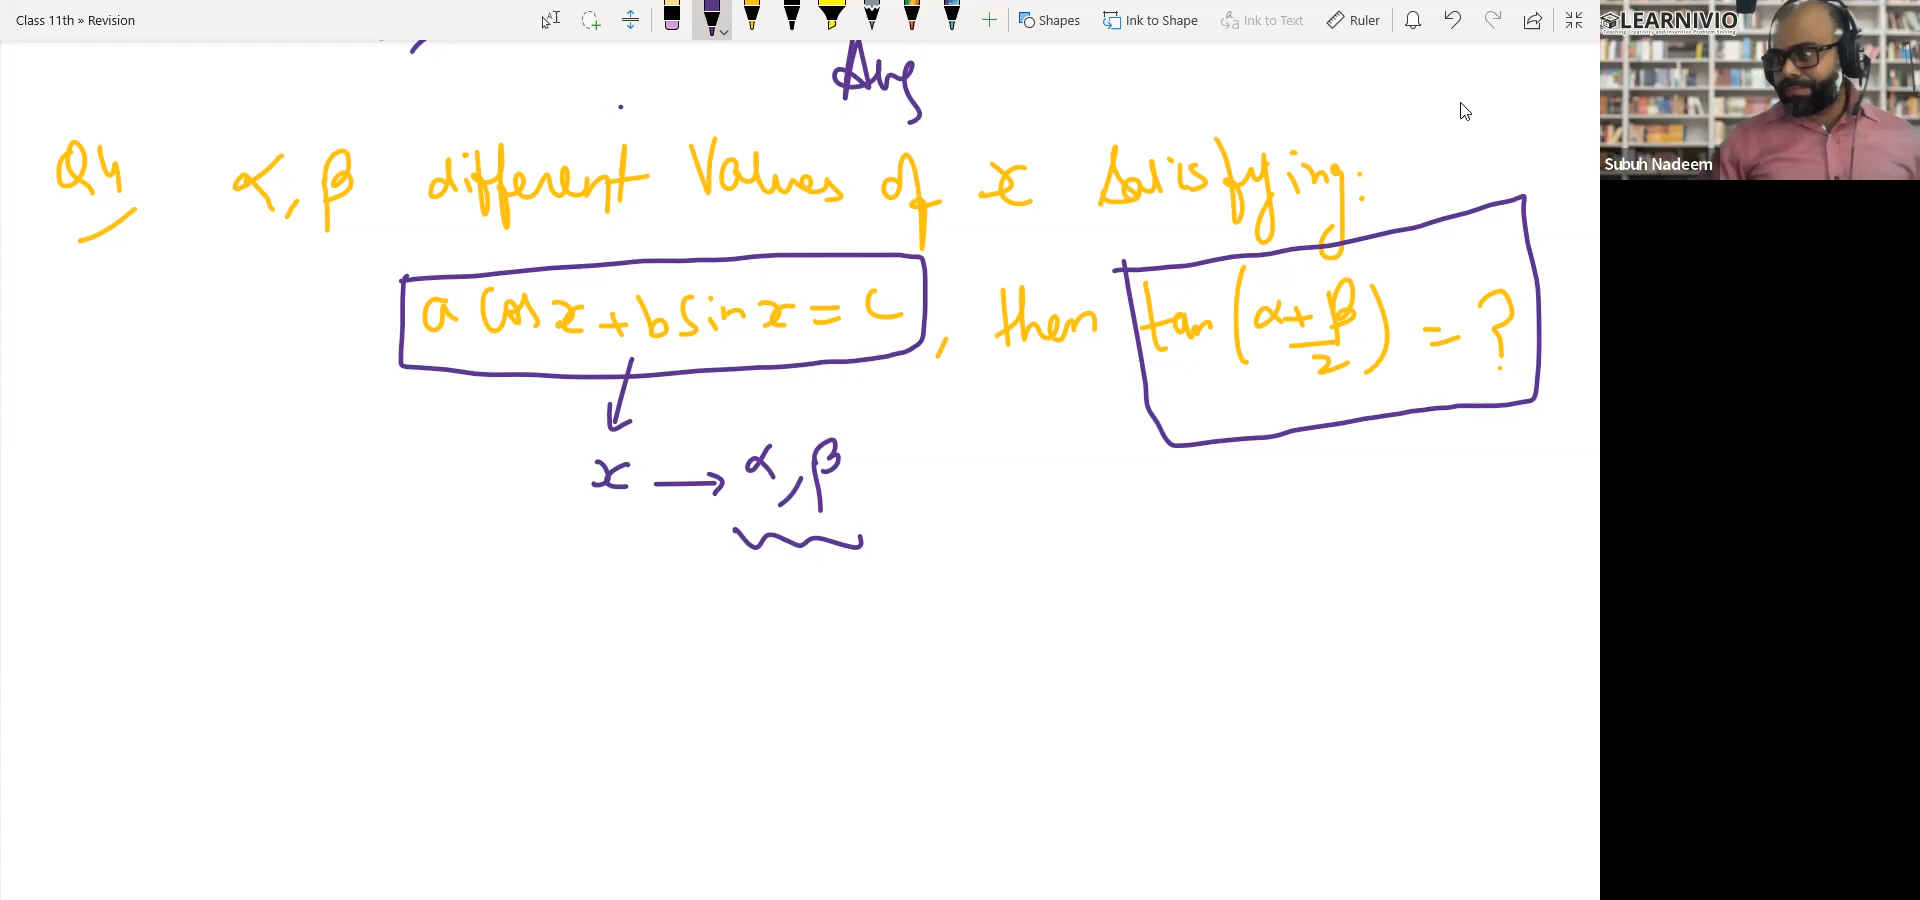 Class 11th » Revision
Shapes
Ink to Shape
Ink to Text
Ruler
LEARNIVIO
Subuh Nadeem
Ans
Q4 α, β different Values of x Satisfying:
a Cos x + b Sin x = C , then tan (α+β/2) = ?
x → α, β